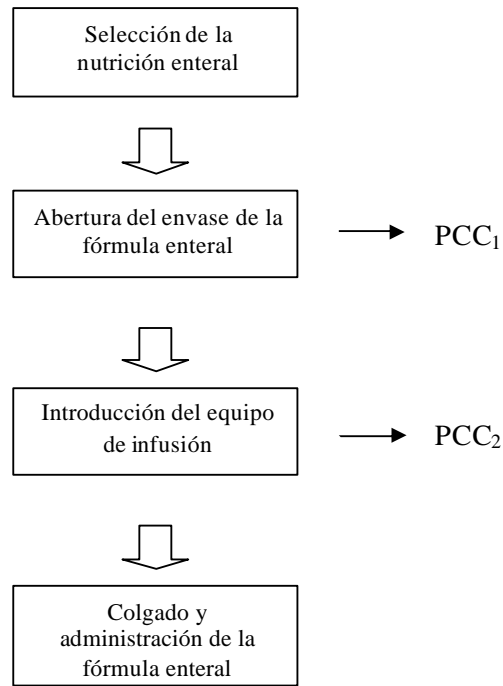 Selección de la
nutrición enteral
Abertura del envase de la
fórmula enteral
PCC₁
Introducción del equipo
de infusión
PCC₂
Colgado y
administración de la
fórmula enteral